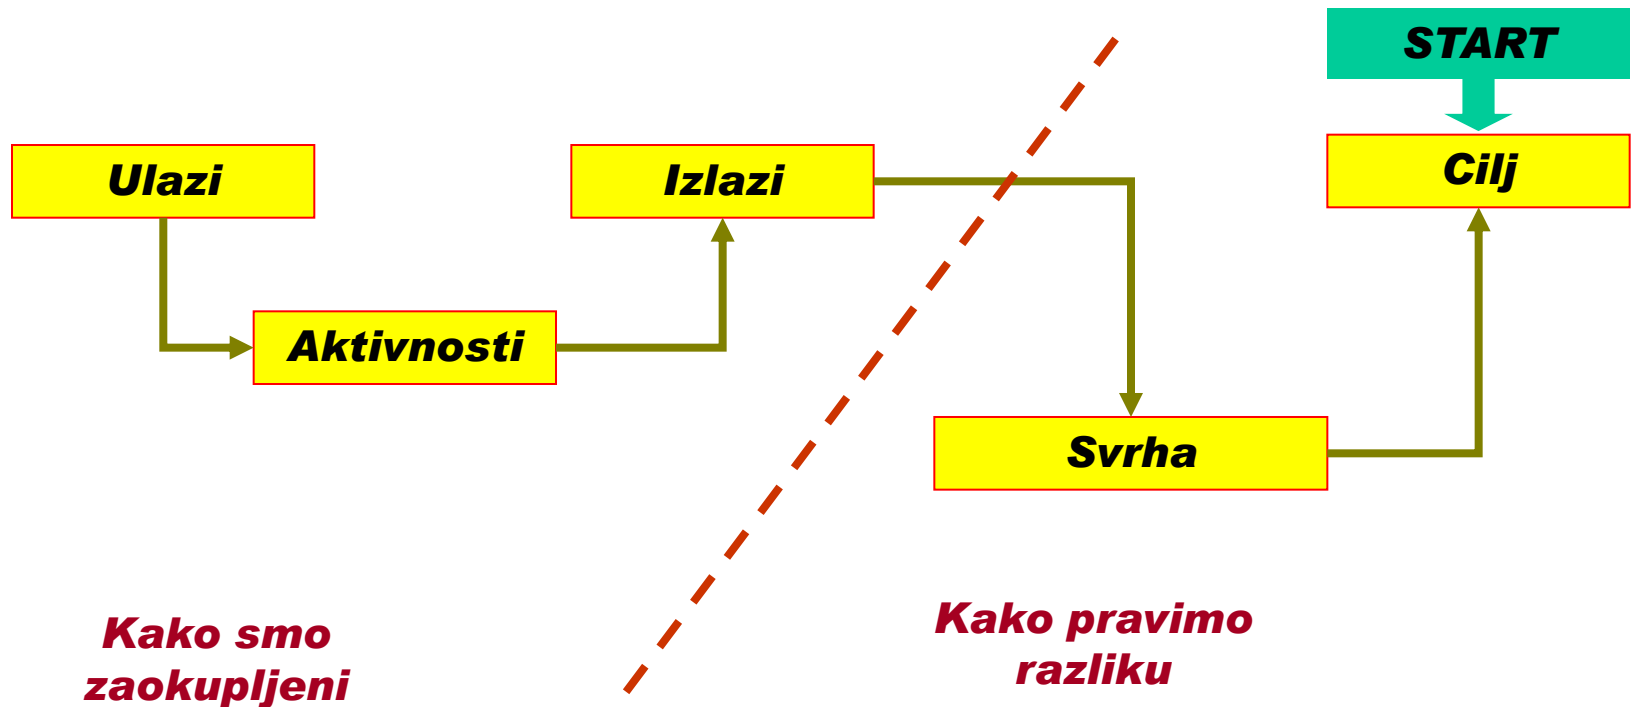 START
Ulazi
Izlazi
Cilj
Aktivnosti
Svrha
Kako smo
zaokupljeni
Kako pravimo
razliku